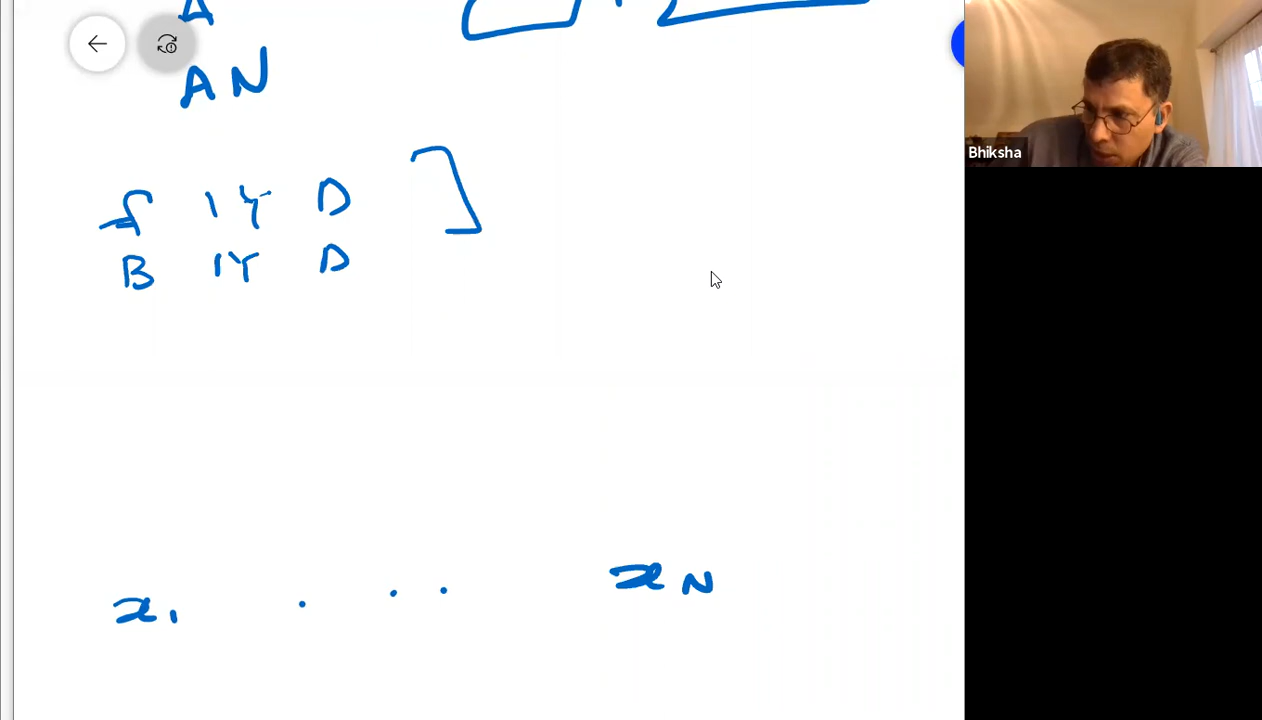 A
AN
Bhiksha
f IY D
B IY D
x1 . . . xN